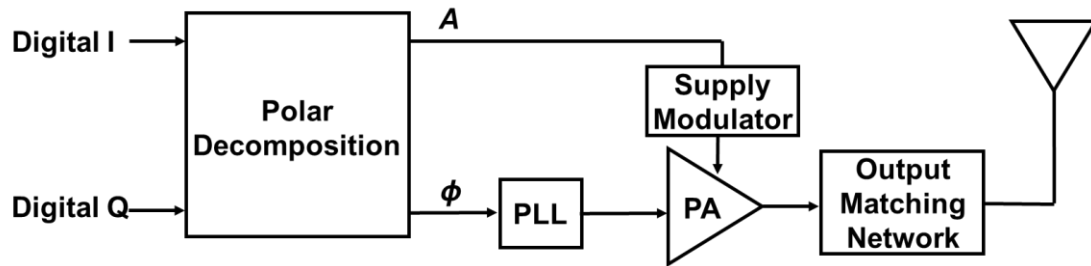 Digital I
Digital Q
Polar
Decomposition
A
ϕ
Supply
Modulator
PLL
PA
Output
Matching
Network